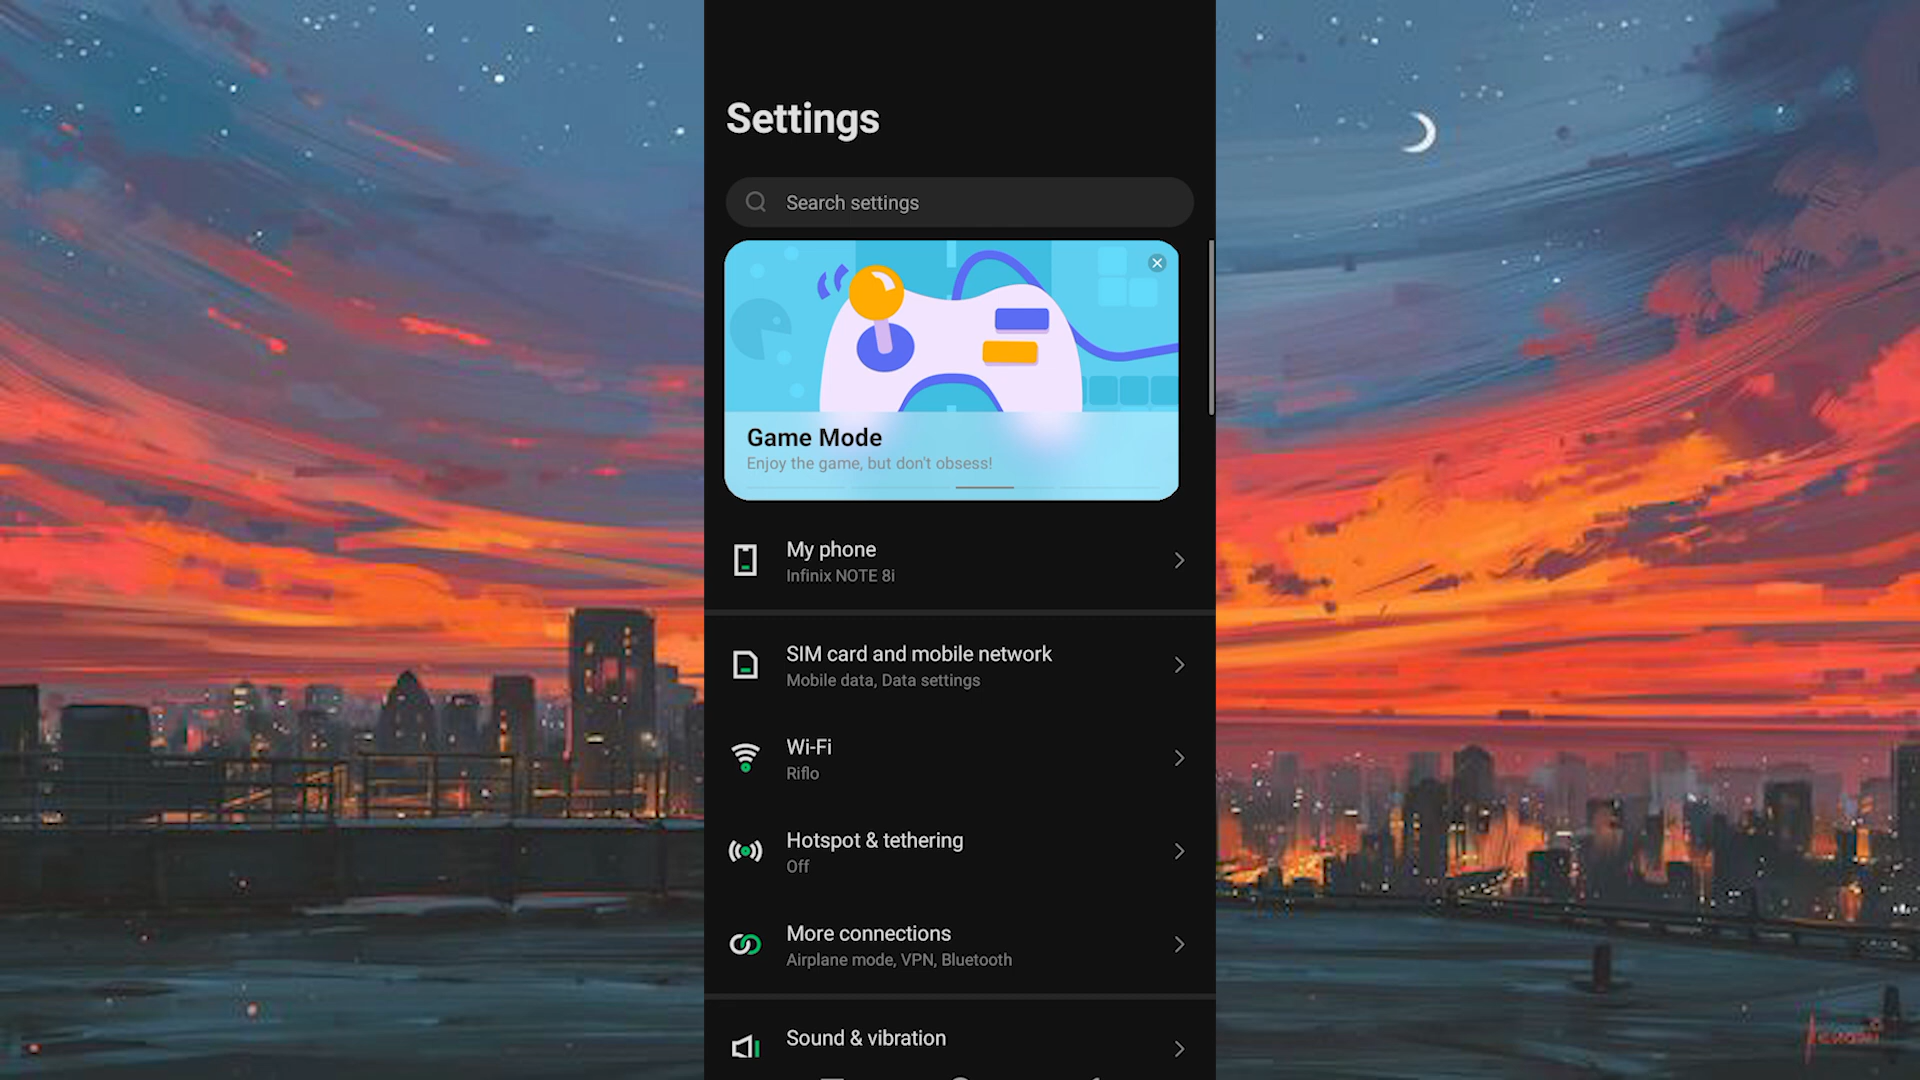 Settings
Search settings
Game Mode
Enjoy the game, but don't obsess!
My phone
Infinix NOTE 8i
SIM card and mobile network
Mobile data, Data settings
Wi-Fi
Riflo
Hotspot & tethering
Off
More connections
Airplane mode, VPN, Bluetooth
Sound & vibration